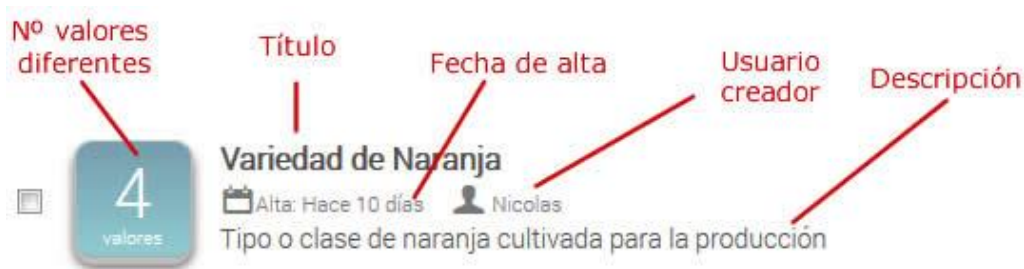 Nº valores
diferentes
Título
Fecha de alta
Usuario
creador
Descripción
4
valores
Variedad de Naranja
Alta: Hace 10 días
Nicolas
Tipo o clase de naranja cultivada para la producción